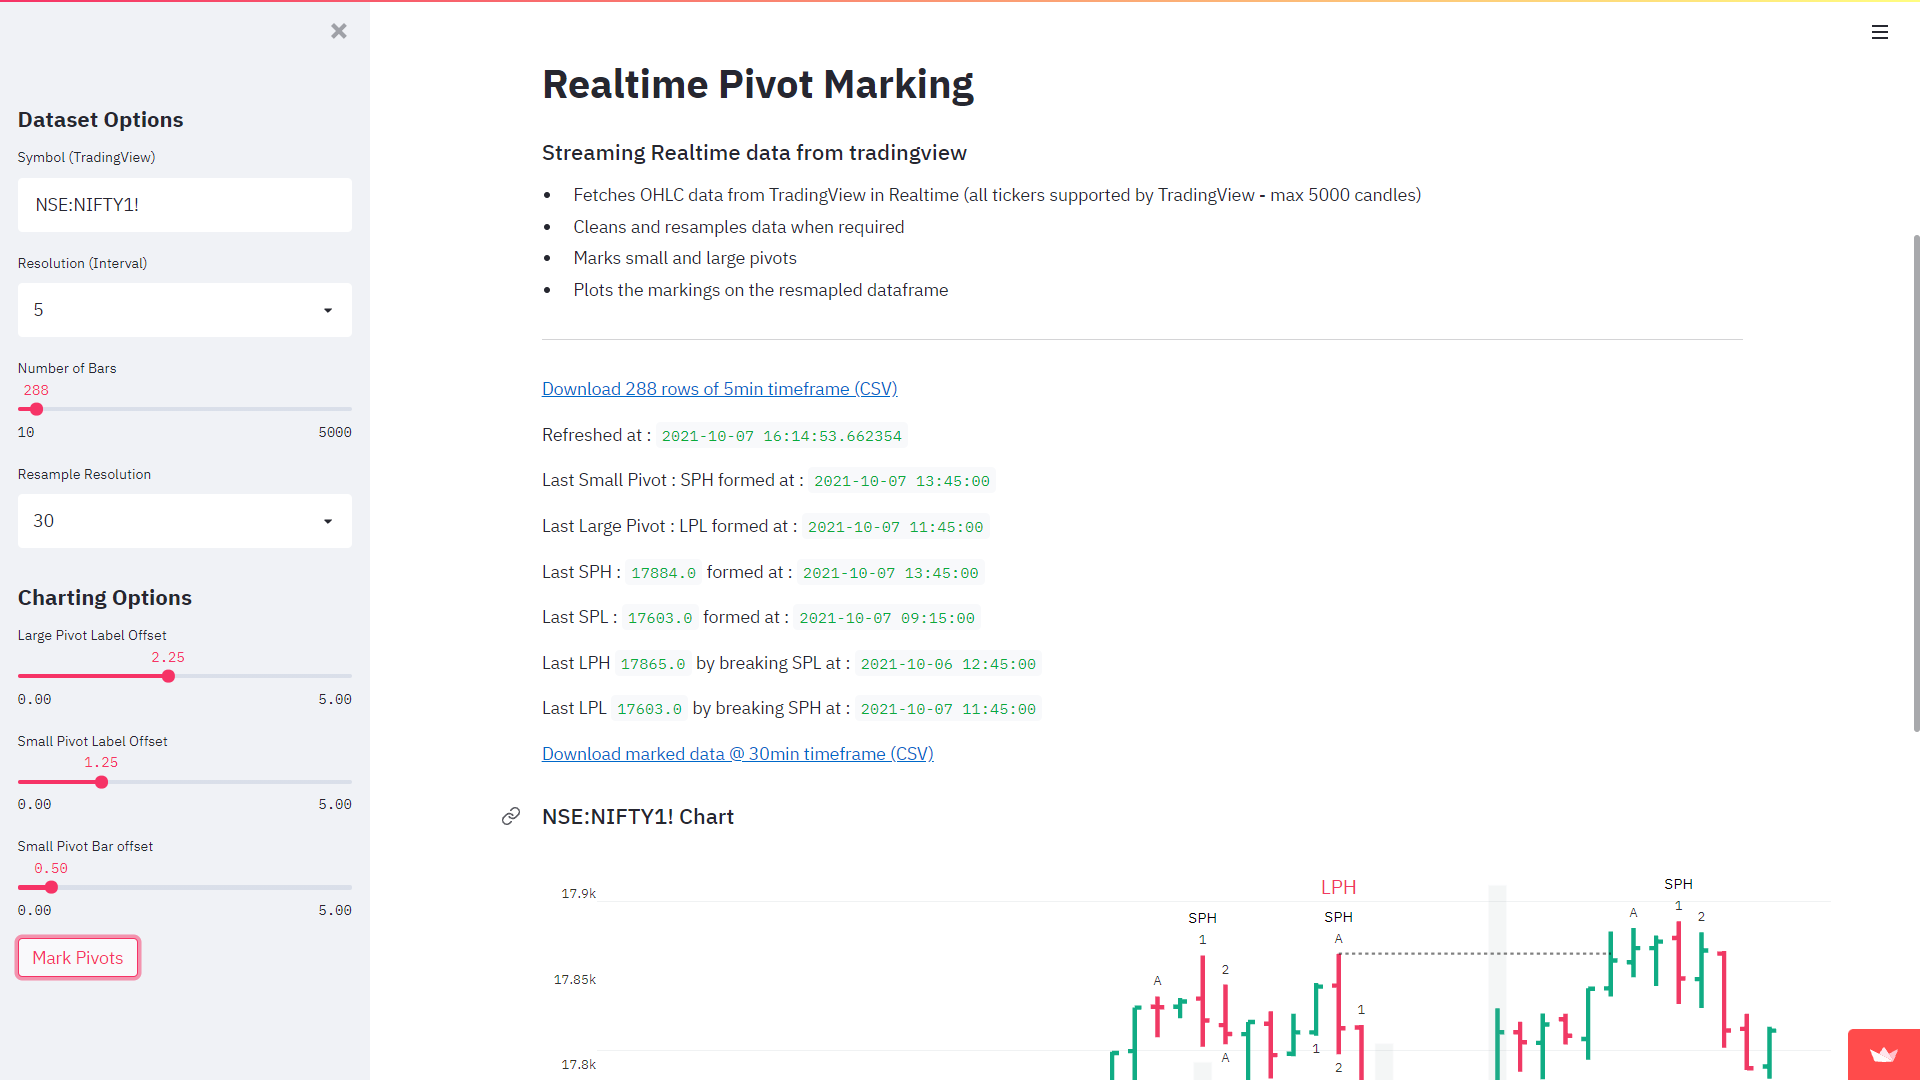 Dataset Options
Symbol (TradingView)
NSE:NIFTY1!
Resolution (Interval)
5
Number of Bars
288
10 5000
Resample Resolution
30
Charting Options
Large Pivot Label Offset
2.25
0.00 5.00
Small Pivot Label Offset
1.25
0.00 5.00
Small Pivot Bar offset
0.50
0.00 5.00
Mark Pivots
Realtime Pivot Marking
Streaming Realtime data from tradingview
• Fetches OHLC data from TradingView in Realtime (all tickers supported by TradingView - max 5000 candles)
• Cleans and resamples data when required
• Marks small and large pivots
• Plots the markings on the resmapled dataframe
Download 288 rows of 5min timeframe (CSV)
Refreshed at : 2021-10-07 16:14:53.662354
Last Small Pivot : SPH formed at : 2021-10-07 13:45:00
Last Large Pivot : LPL formed at : 2021-10-07 11:45:00
Last SPH : 17884.0 formed at : 2021-10-07 13:45:00
Last SPL : 17603.0 formed at : 2021-10-07 09:15:00
Last LPH 17865.0 by breaking SPL at : 2021-10-06 12:45:00
Last LPL 17603.0 by breaking SPH at : 2021-10-07 11:45:00
Download marked data @ 30min timeframe (CSV)
NSE:NIFTY1! Chart
LPH SPH
17.9k 1
SPH SPH A 2
1 A
2
A
17.85k
1
1
A
2
17.8k